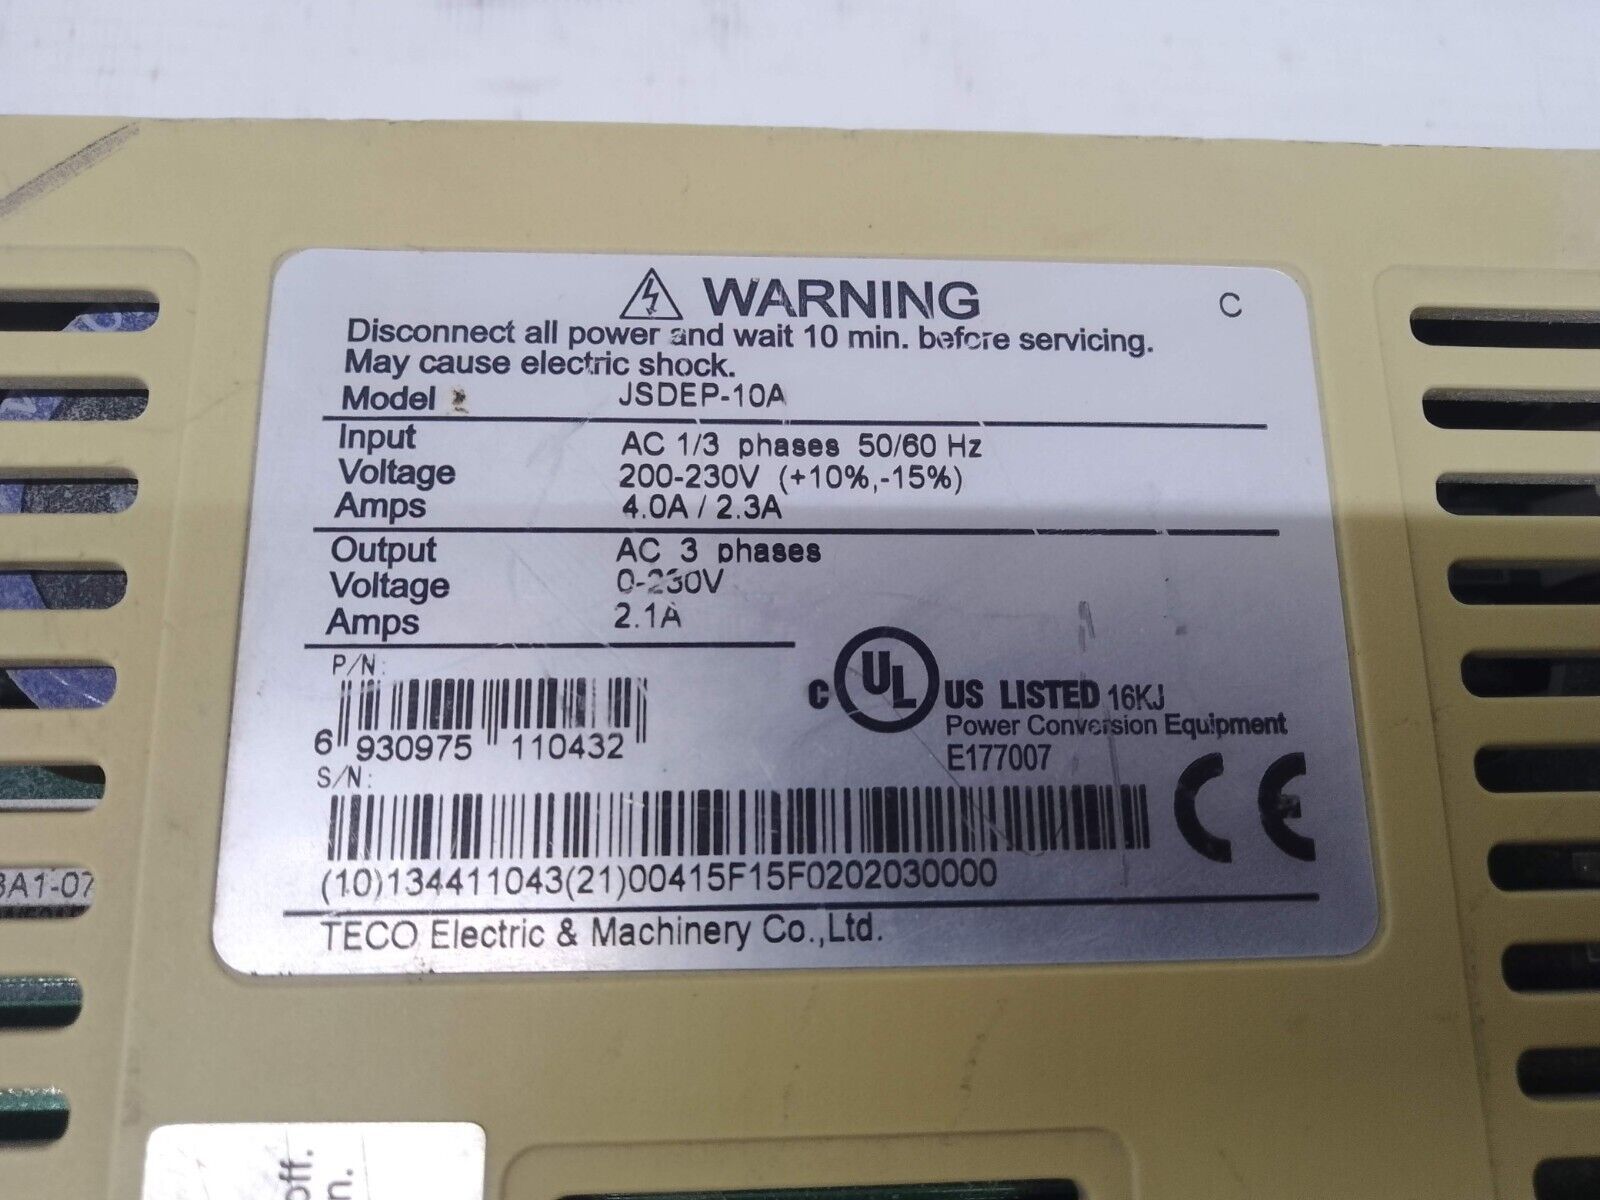 WARNING
C
Disconnect all power and wait 10 min. before servicing.
May cause electric shock.
Model JSDEP-10A
Input AC 1/3 phases 50/60 Hz
Voltage 200-230V (+10%,-15%)
Amps 4.0A / 2.3A
Output AC 3 phases
Voltage 0-230V
Amps 2.1A
P/N:
6 930975 110432
C UL US LISTED 16KJ
Power Conversion Equipment
E177007
S/N:
CE
(10)134411043(21)00415F15F0202030000
TECO Electric & Machinery Co.,Ltd.
3A1-07
off.
n.